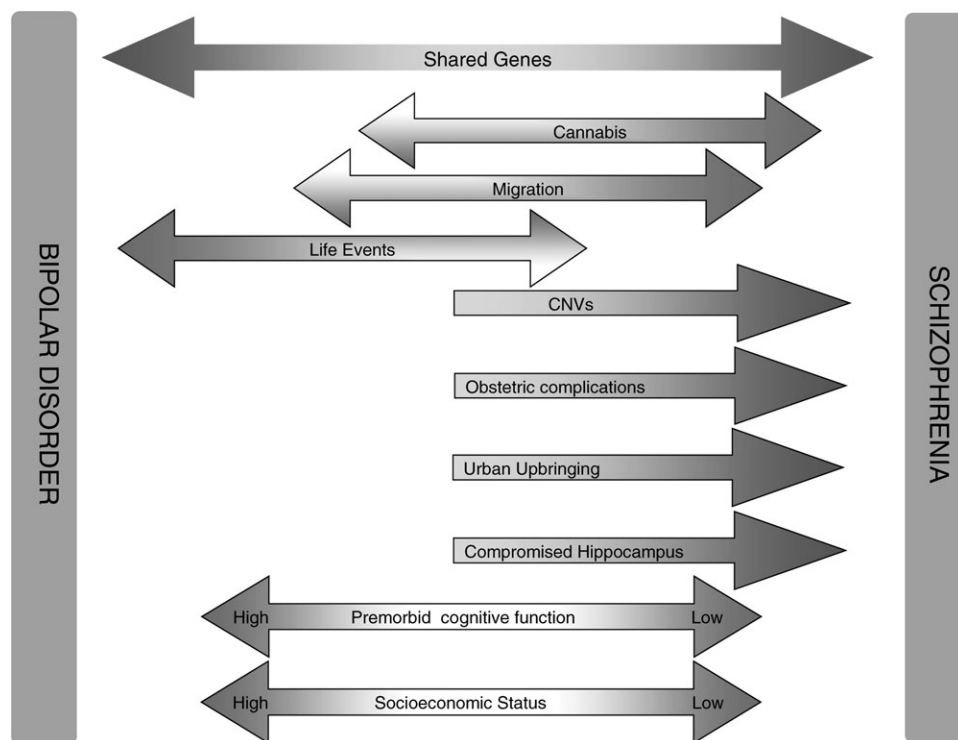 BIPOLAR DISORDER
Shared Genes
Cannabis
Migration
Life Events
CNVs
Obstetric complications
Urban Upbringing
Compromised Hippocampus
High Premorbid cognitive function Low
High Socioeconomic Status Low
SCHIZOPHRENIA